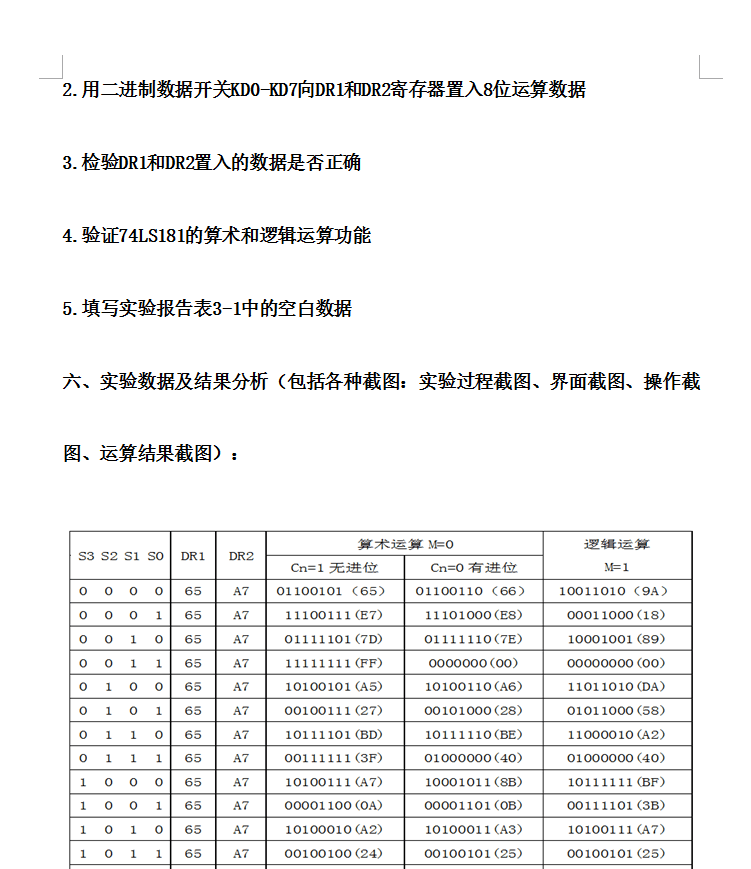 2.用二进制数据开关KD0-KD7向DR1和DR2寄存器置入8位运算数据
3.检验DR1和DR2置入的数据是否正确
4.验证74LS181的算术和逻辑运算功能
5.填写实验报告表3-1中的空白数据
六、实验数据及结果分析（包括各种截图：实验过程截图、界面截图、操作截
图、运算结果截图）：
S3 S2 S1 S0 DR1 DR2 算术运算 M=0 逻辑运算
Cn=1 无进位 Cn=0 有进位 M=1
0 0 0 0 65 A7 01100101 (65) 01100110 (66) 10011010 (9A)
0 0 0 1 65 A7 11100111(E7) 11101000(E8) 00011000(18)
0 0 1 0 65 A7 01111101(7D) 01111110(7E) 10001001(89)
0 0 1 1 65 A7 11111111(FF) 0000000(00) 00000000(00)
0 1 0 0 65 A7 10100101(A5) 10100110(A6) 11011010(DA)
0 1 0 1 65 A7 00100111(27) 00101000(28) 01011000(58)
0 1 1 0 65 A7 10111101(BD) 10111110(BE) 11000010(A2)
0 1 1 1 65 A7 00111111(3F) 01000000(40) 01000000(40)
1 0 0 0 65 A7 10100111(A7) 10001011(8B) 10111111(BF)
1 0 0 1 65 A7 00001100(0A) 00001101(0B) 00111101(3B)
1 0 1 0 65 A7 10100010(A2) 10100011(A3) 10100111(A7)
1 0 1 1 65 A7 00100100(24) 00100101(25) 00100101(25)